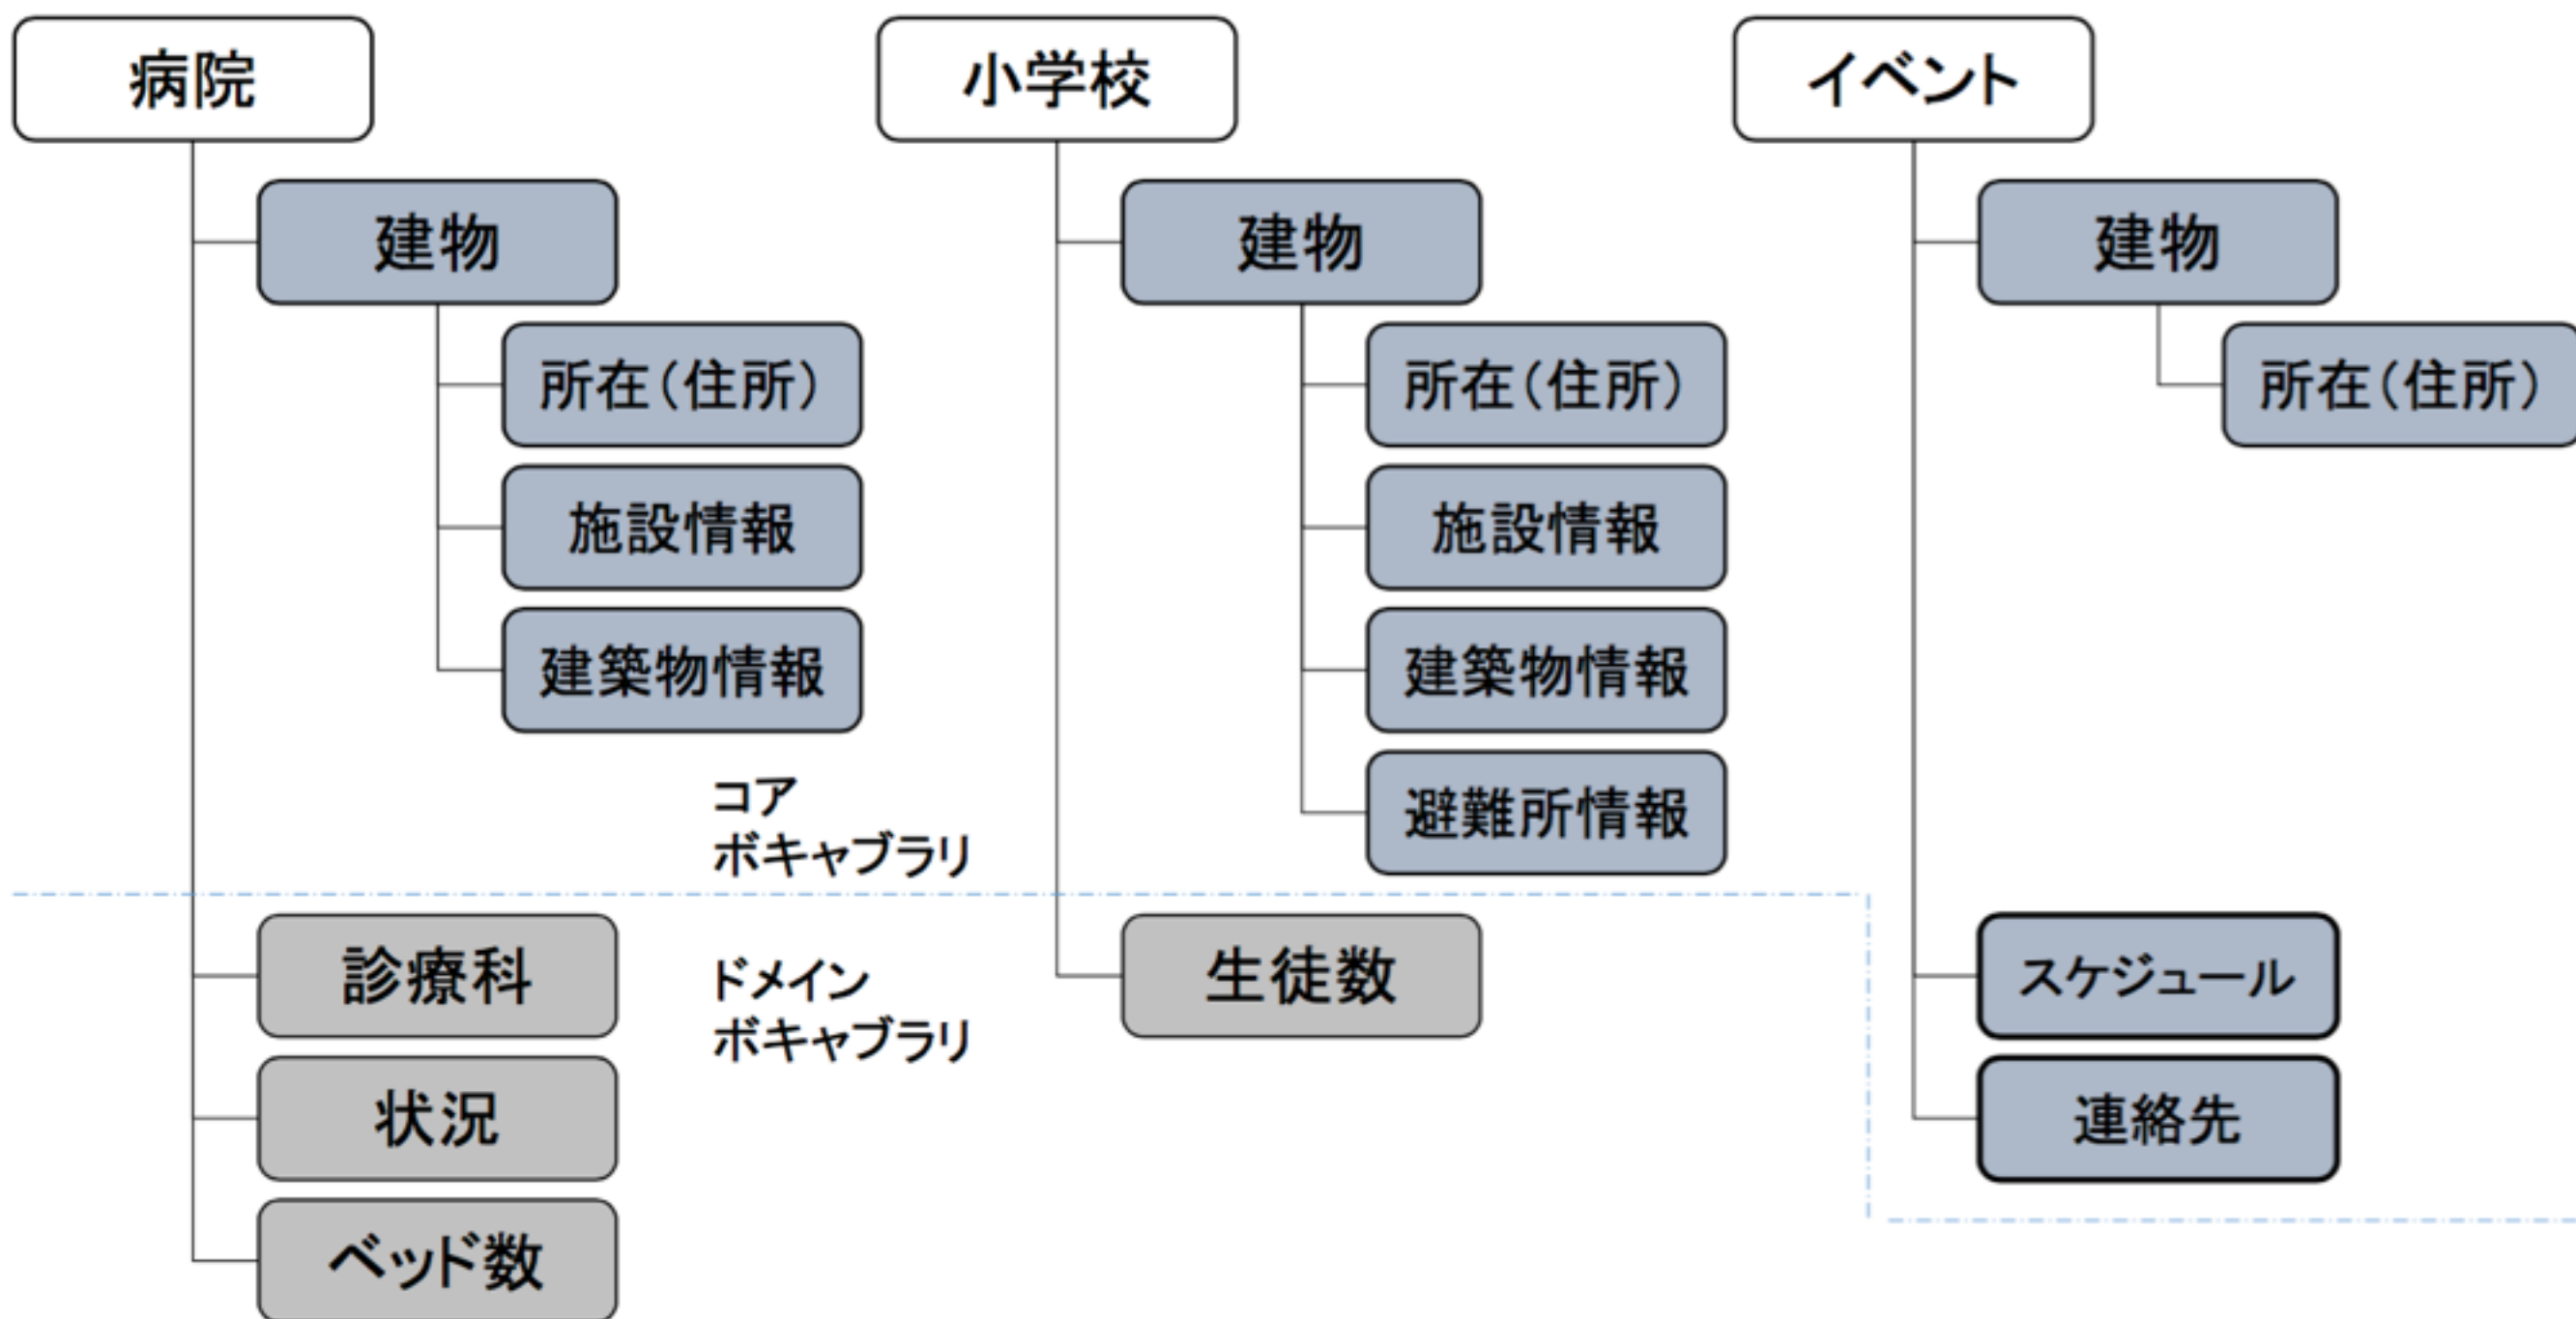 病院
建物
所在(住所)
施設情報
建築物情報
コア
ボキャブラリ
ドメイン
ボキャブラリ
診療科
状況
ベッド数
小学校
建物
所在(住所)
施設情報
建築物情報
避難所情報
生徒数
イベント
建物
所在(住所)
スケジュール
連絡先